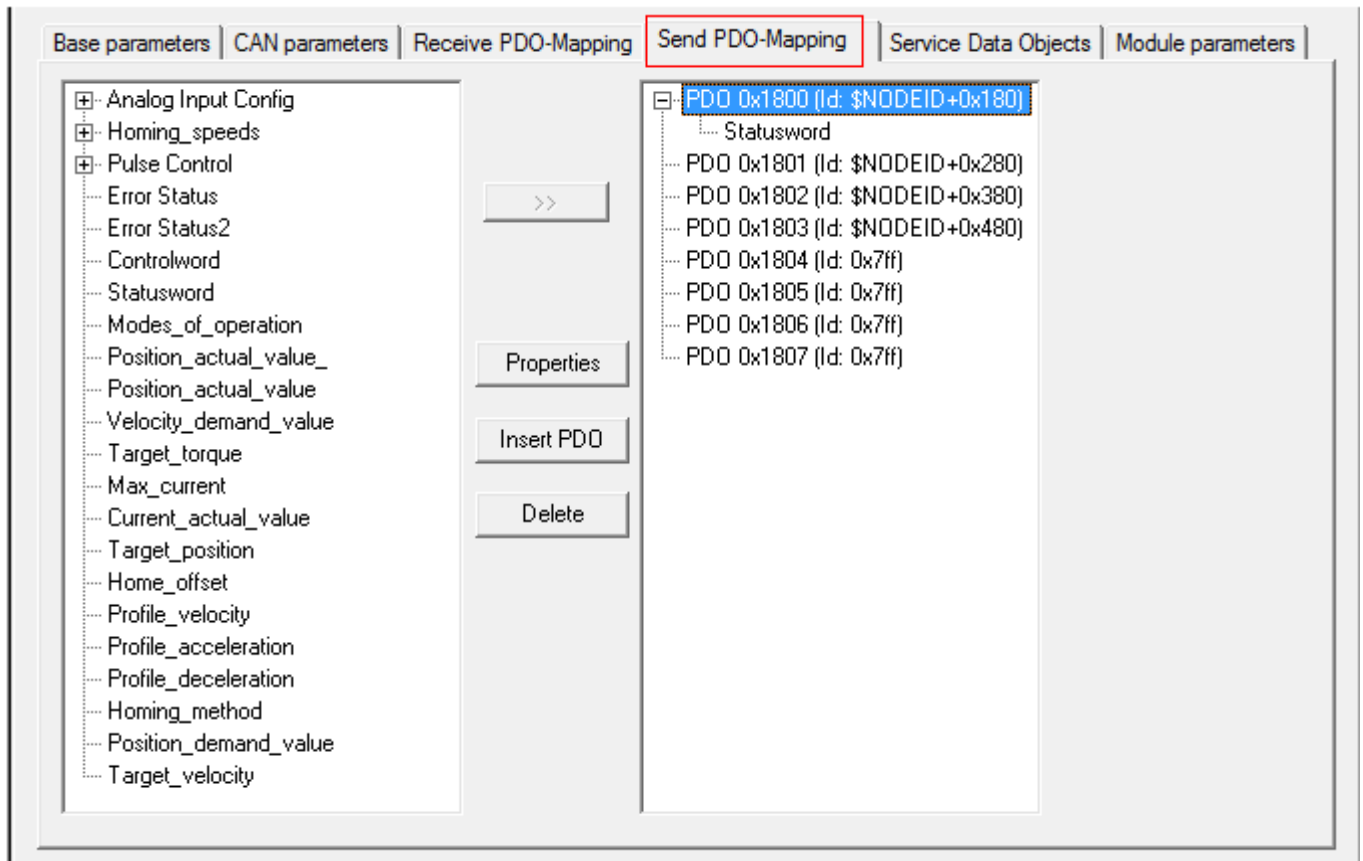 Base parameters
CAN parameters
Receive PDO-Mapping
Send PDO-Mapping
Service Data Objects
Module parameters
Analog Input Config
Homing_speeds
Pulse Control
Error Status
Error Status2
Controlword
Statusword
Modes_of_operation
Position_actual_value_
Position_actual_value
Velocity_demand_value
Target_torque
Max_current
Current_actual_value
Target_position
Home_offset
Profile_velocity
Profile_acceleration
Profile_deceleration
Homing_method
Position_demand_value
Target_velocity
>>
Properties
Insert PDO
Delete
PDO 0x1800 (Id: $NODEID+0x180)
Statusword
PDO 0x1801 (Id: $NODEID+0x280)
PDO 0x1802 (Id: $NODEID+0x380)
PDO 0x1803 (Id: $NODEID+0x480)
PDO 0x1804 (Id: 0x7ff)
PDO 0x1805 (Id: 0x7ff)
PDO 0x1806 (Id: 0x7ff)
PDO 0x1807 (Id: 0x7ff)